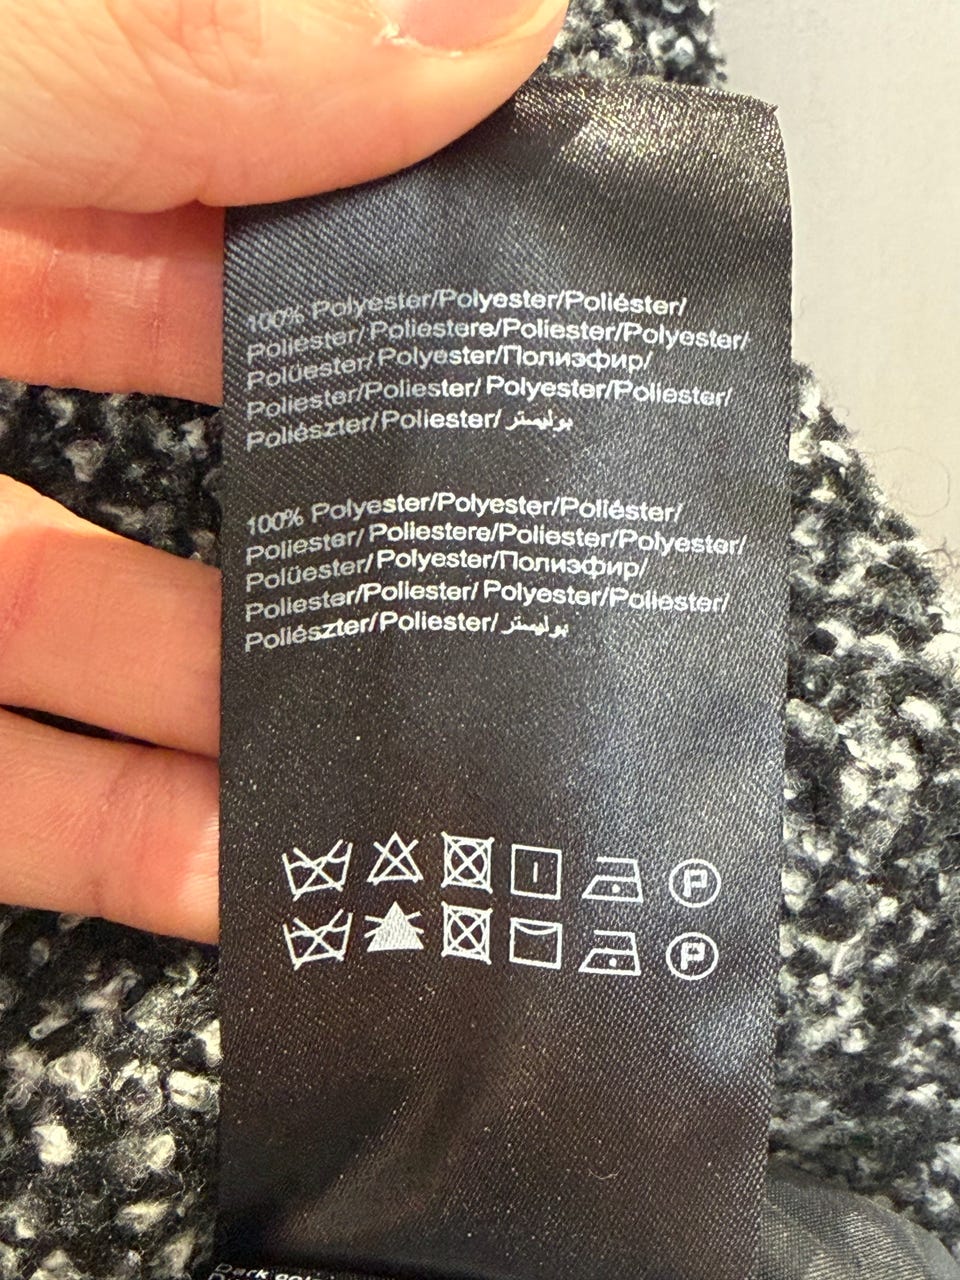 100% Polyester/Polyester/Poliéster/
Poliester/ Poliestere/Poliester/Polyester/
Polüester/ Polyester/Полиэфир/
Poliester/Poliester/ Polyester/Poliester/
Poliészter/Poliester/ بوليستر
100% Polyester/Polyester/Poliéster/
Poliester/ Poliestere/Poliester/Polyester/
Polüester/ Polyester/Полиэфир/
Poliester/Poliester/ Polyester/Poliester/
Poliészter/Poliester/ بوليستر
P
P
Dark